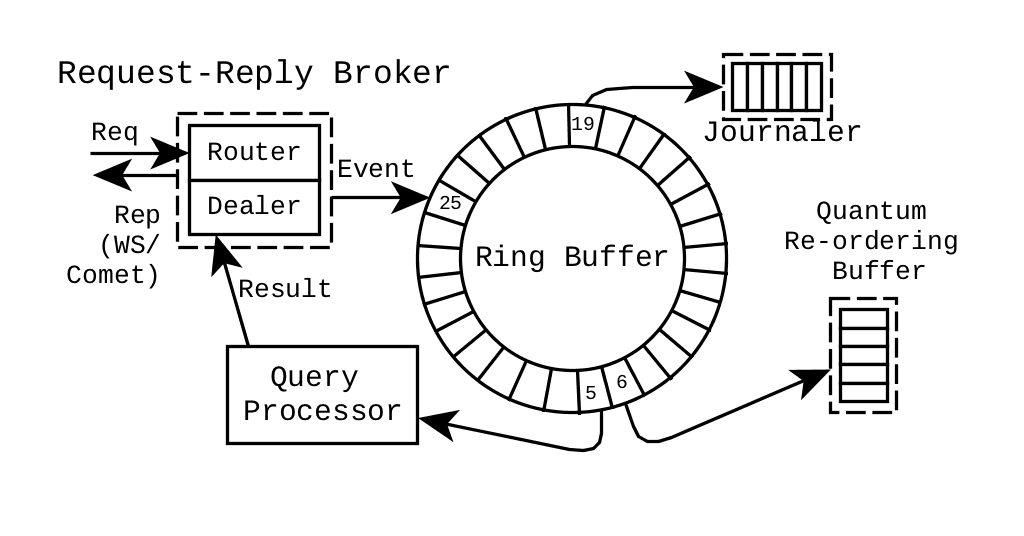 Request-Reply Broker
Req
Router
Dealer
Rep
(WS/
Comet)
Event
Result
Query
Processor
25
19
Ring Buffer
5
6
Journaler
Quantum
Re-ordering
Buffer